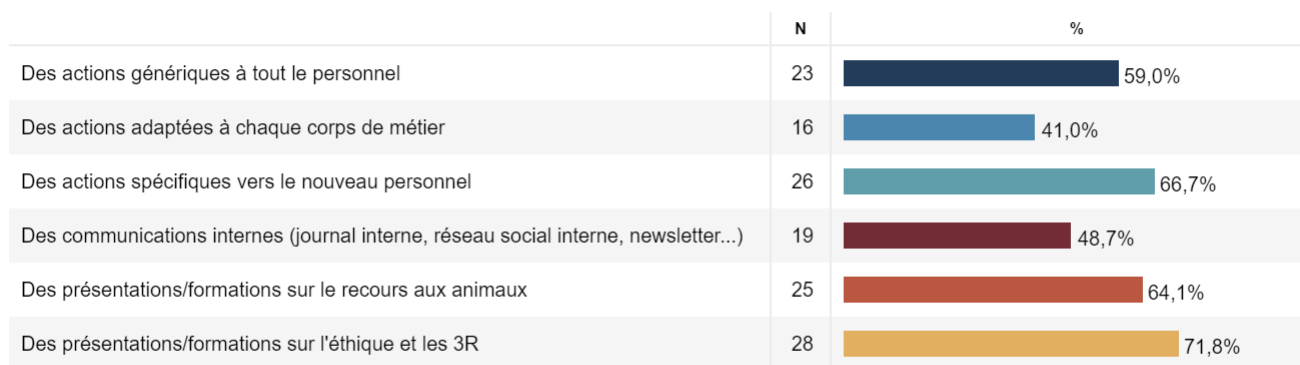 N %
Des actions génériques à tout le personnel 23 59,0%
Des actions adaptées à chaque corps de métier 16 41,0%
Des actions spécifiques vers le nouveau personnel 26 66,7%
Des communications internes (journal interne, réseau social interne, newsletter...) 19 48,7%
Des présentations/formations sur le recours aux animaux 25 64,1%
Des présentations/formations sur l'éthique et les 3R 28 71,8%